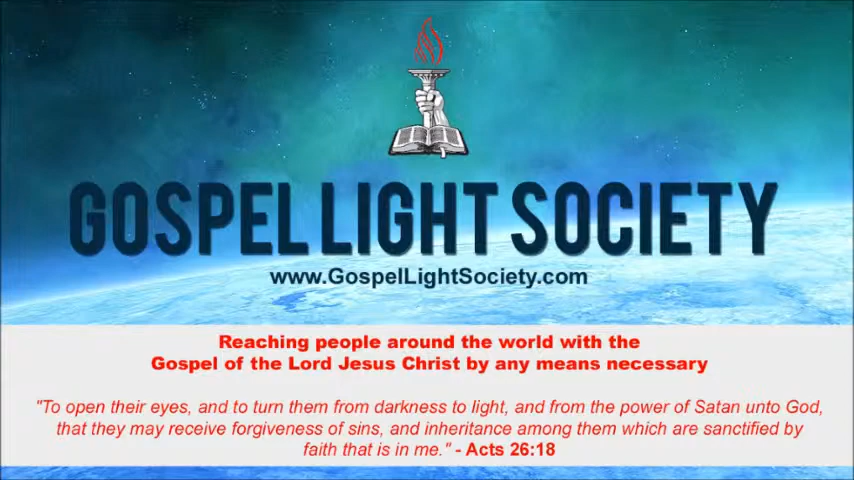 GOSPEL LIGHT SOCIETY
www.GospelLightSociety.com
Reaching people around the world with the
Gospel of the Lord Jesus Christ by any means necessary
"To open their eyes, and to turn them from darkness to light, and from the power of Satan unto God,
that they may receive forgiveness of sins, and inheritance among them which are sanctified by
faith that is in me." - Acts 26:18